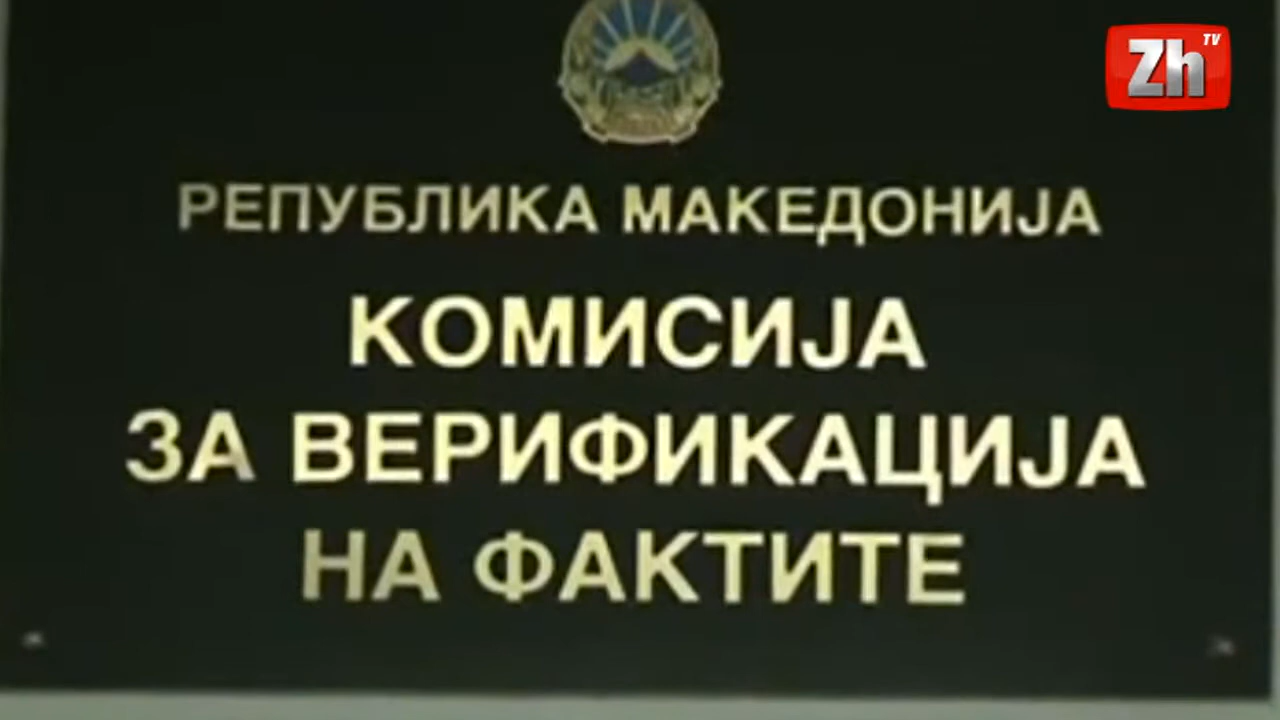 Zh TV
РЕПУБЛИКА МАКЕДОНИЈА
КОМИСИЈА
ЗА ВЕРИФИКАЦИЈА
НА ФАКТИТЕ